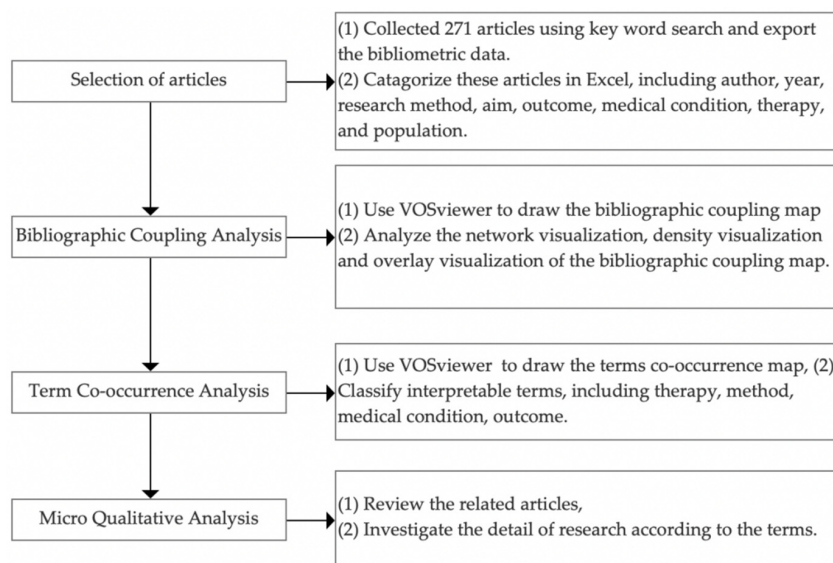 Selection of articles
(1) Collected 271 articles using key word search and export
the bibliometric data.
(2) Catagorize these articles in Excel, including author, year,
research method, aim, outcome, medical condition, therapy,
and population.
Bibliographic Coupling Analysis
(1) Use VOSviewer to draw the bibliographic coupling map
(2) Analyze the network visualization, density visualization
and overlay visualization of the bibliographic coupling map.
Term Co-occurrence Analysis
(1) Use VOSviewer to draw the terms co-occurrence map, (2)
Classify interpretable terms, including therapy, method,
medical condition, outcome.
Micro Qualitative Analysis
(1) Review the related articles,
(2) Investigate the detail of research according to the terms.